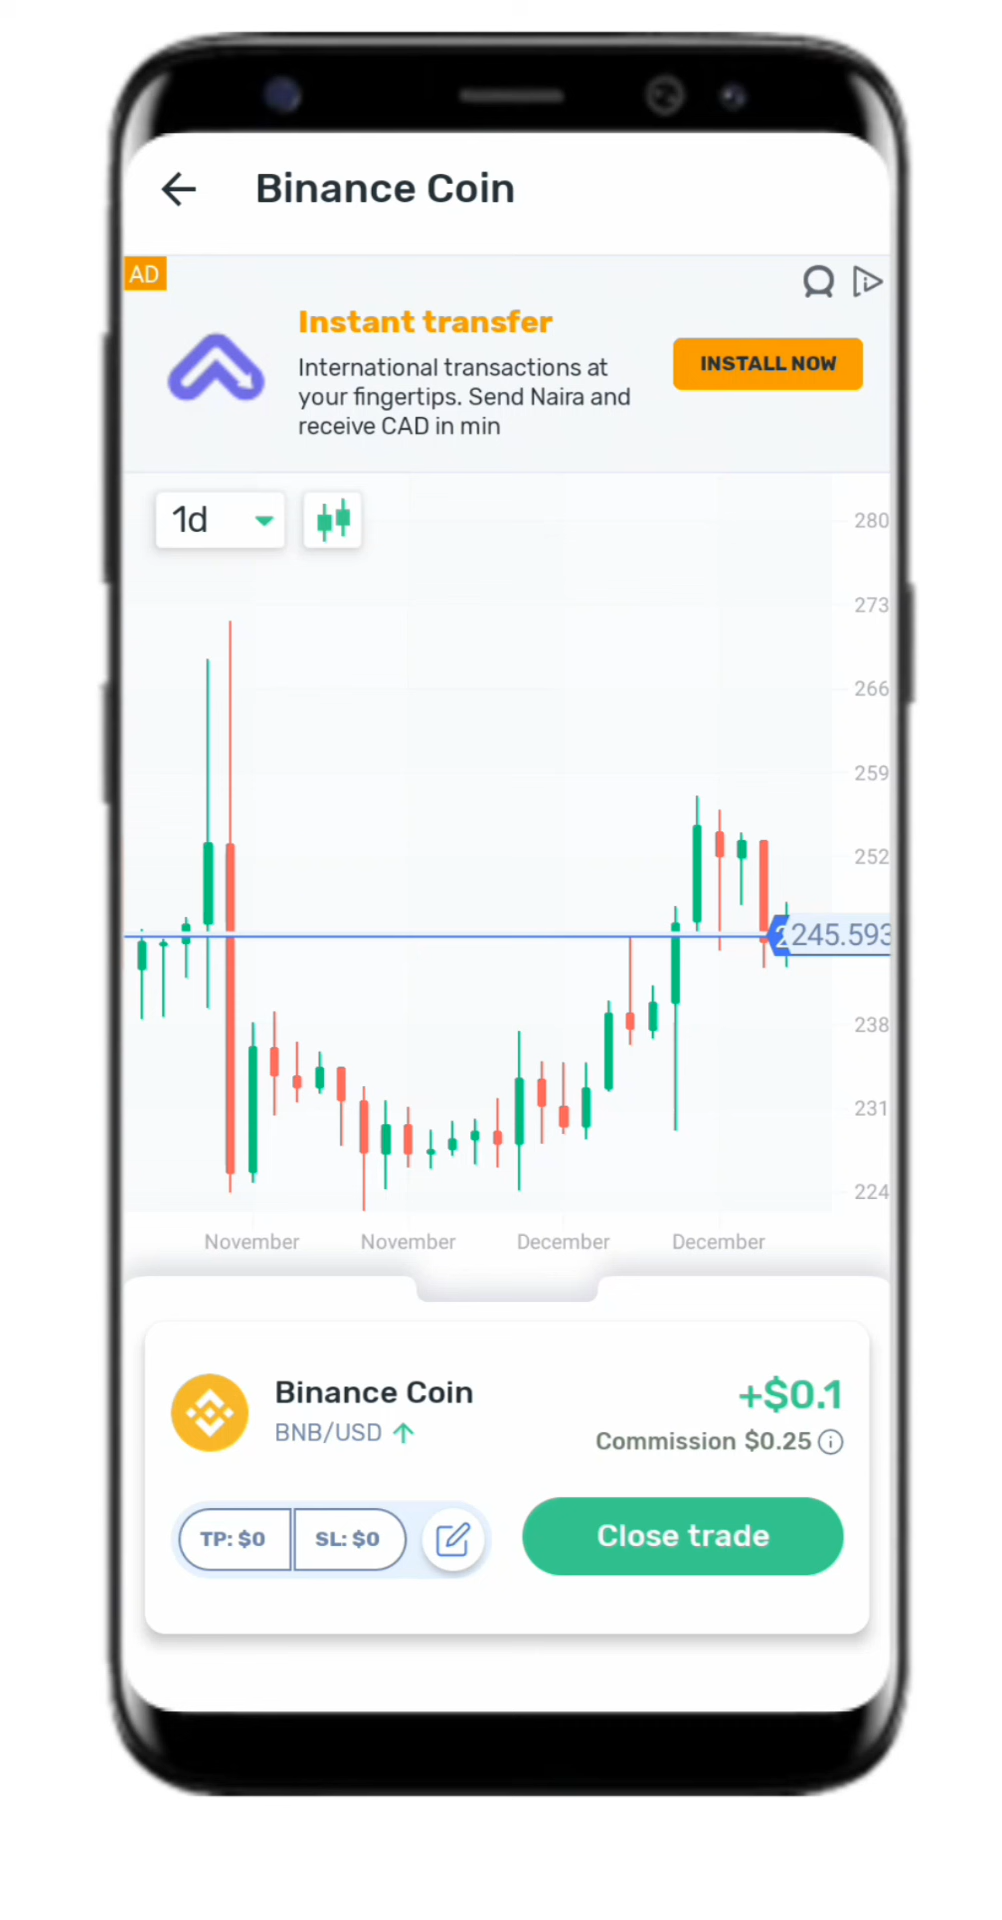 Binance Coin
AD
Instant transfer
International transactions at
your fingertips. Send Naira and
receive CAD in min
INSTALL NOW
1d
280
273
266
259
252
245.593
238
231
224
November November December December
Binance Coin
+$0.1
BNB/USD
Commission $0.25
TP: $0 SL: $0
Close trade